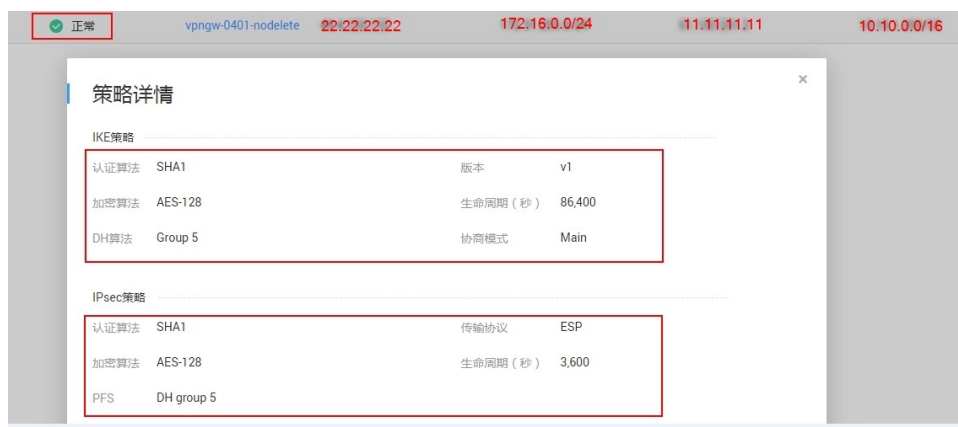 正常 vpngw-0401-nodelete 22.22.22.22 172.16.0.0/24 11.11.11.11 10.10.0.0/16
策略详情 ×
IKE策略
认证算法 SHA1 版本 v1
加密算法 AES-128 生命周期（秒） 86,400
DH算法 Group 5 协商模式 Main
IPsec策略
认证算法 SHA1 传输协议 ESP
加密算法 AES-128 生命周期（秒） 3,600
PFS DH group 5